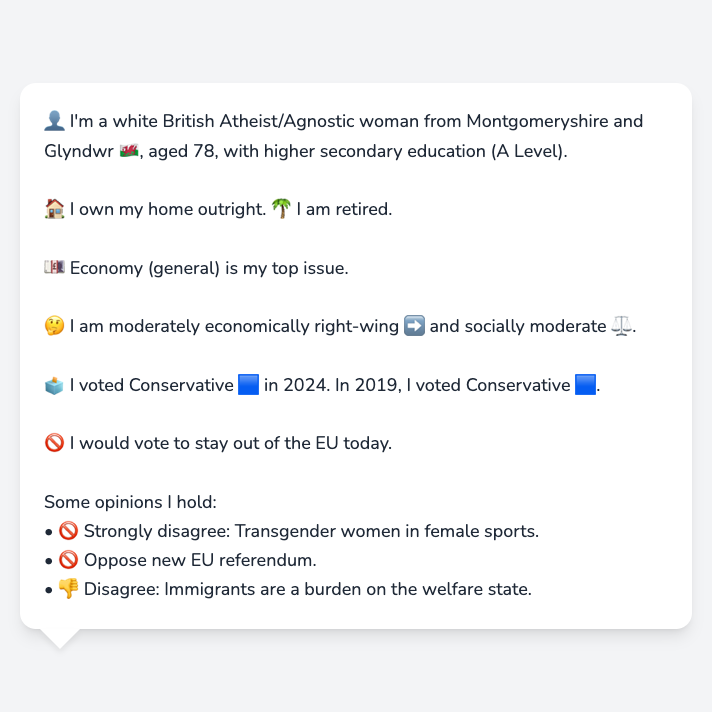 👤 I'm a white British Atheist/Agnostic woman from Montgomeryshire and
Glyndwr 🏴󠁧󠁢󠁷󠁬󠁳󠁿, aged 78, with higher secondary education (A Level).
🏠 I own my home outright. 🌴 I am retired.
💷 Economy (general) is my top issue.
🤔 I am moderately economically right-wing ➡️ and socially moderate ⚖️.
🗳️ I voted Conservative 🟦 in 2024. In 2019, I voted Conservative 🟦.
🚫 I would vote to stay out of the EU today.
Some opinions I hold:
• 🚫 Strongly disagree: Transgender women in female sports.
• 🚫 Oppose new EU referendum.
• 👎 Disagree: Immigrants are a burden on the welfare state.